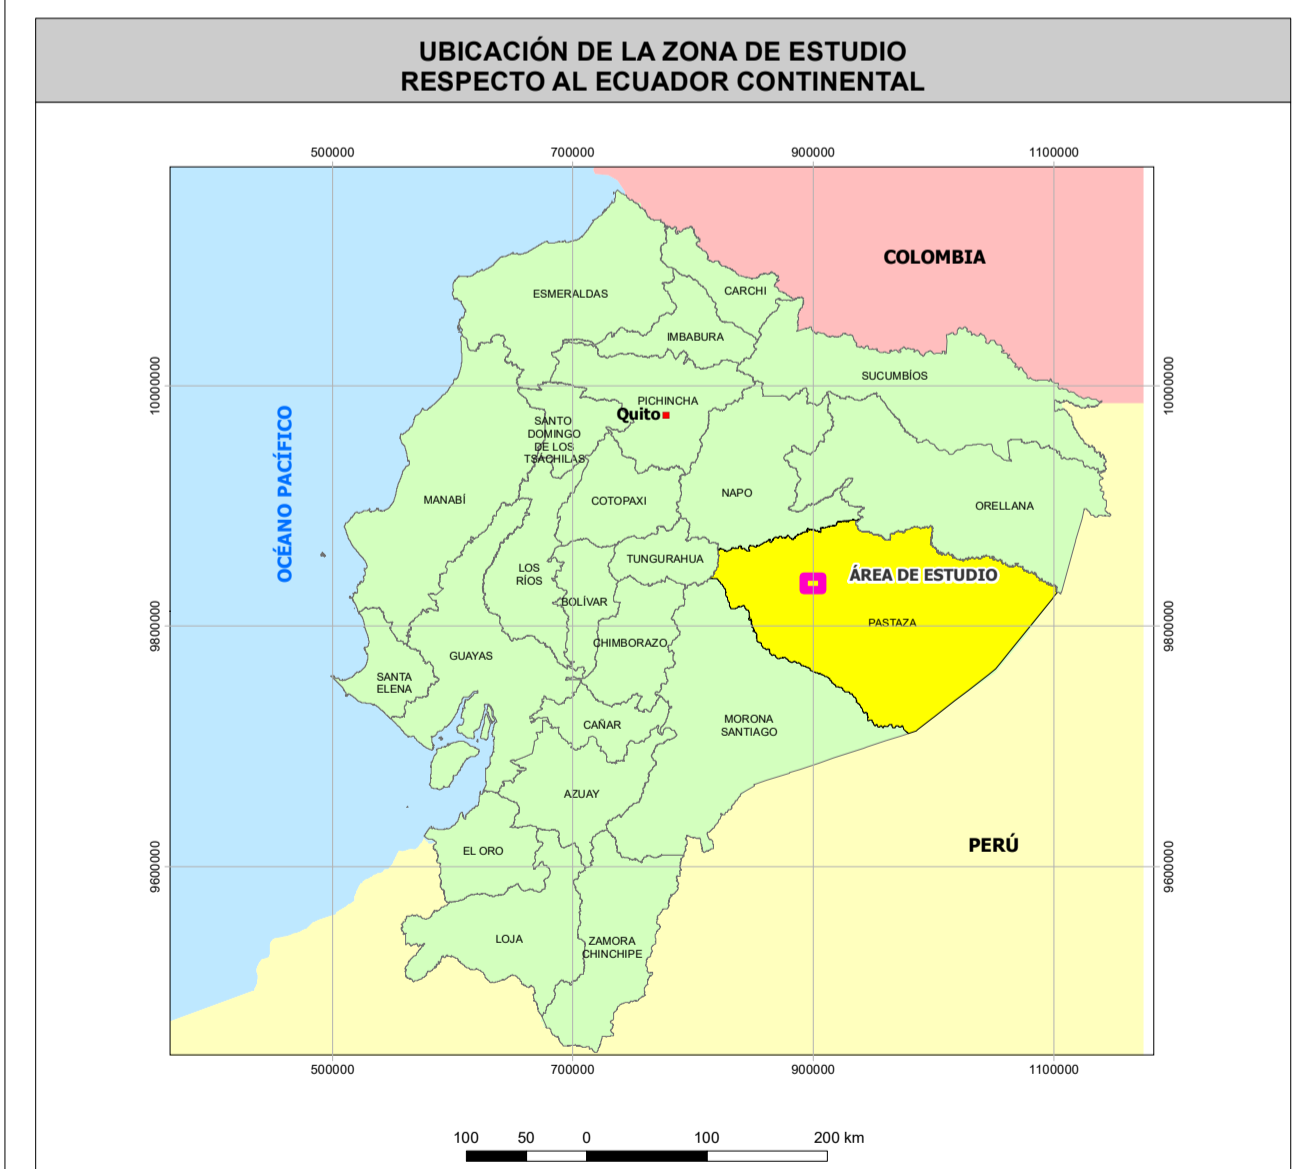 UBICACIÓN DE LA ZONA DE ESTUDIO
RESPECTO AL ECUADOR CONTINENTAL
500000
700000
900000
1100000
COLOMBIA
CARCHI
ESMERALDAS
IMBABURA
SUCUMBÍOS
10000000
10000000
PICHINCHA
Quito
SANTO
DOMINGO
DE LOS
TSÁCHILAS
OCÉANO PACÍFICO
MANABÍ
COTOPAXI
NAPO
ORELLANA
TUNGURAHUA
LOS
RÍOS
ÁREA DE ESTUDIO
BOLÍVAR
PASTAZA
9800000
9800000
CHIMBORAZO
GUAYAS
SANTA
ELENA
CAÑAR
MORONA
SANTIAGO
AZUAY
EL ORO
PERÚ
9600000
9600000
LOJA
ZAMORA
CHINCHIPE
500000
700000
900000
1100000
100
50
0
100
200 km